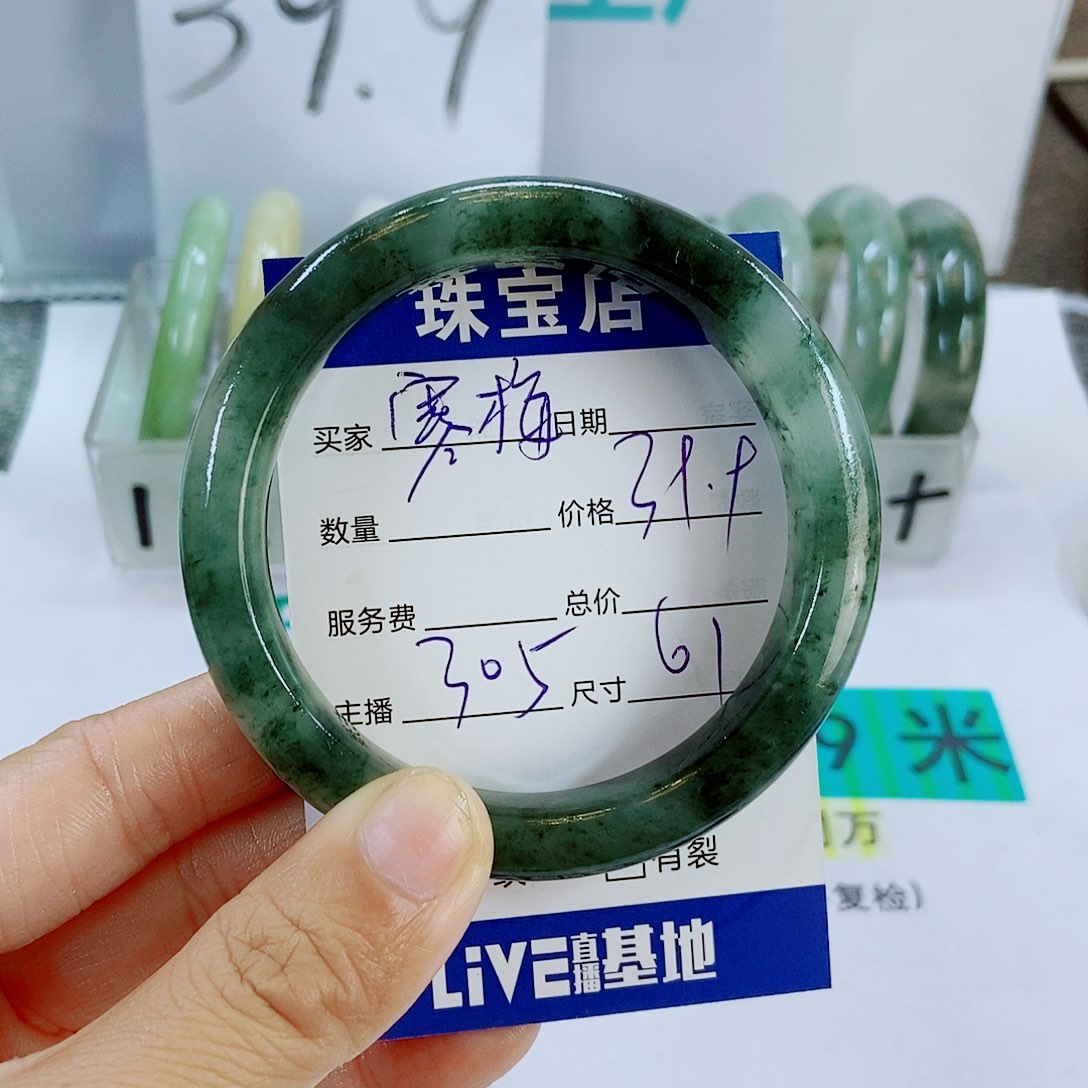 39.9
珠宝店
买家 寒梅 日期
数量 价格 39.9
服务费 总价
主播 305 尺寸 61
有裂
LiVE直播基地
9米
万
复检)